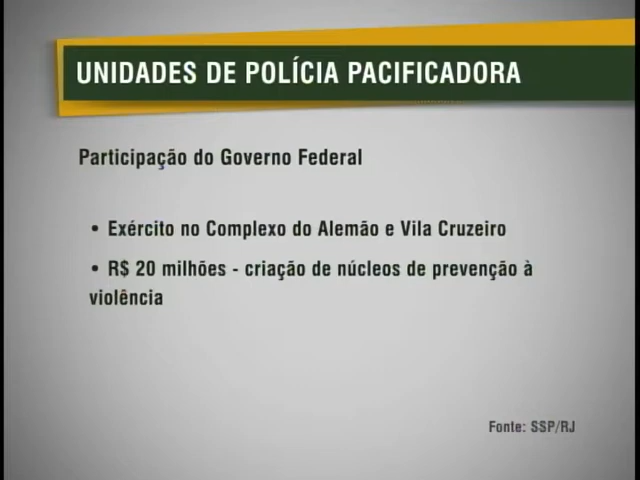 UNIDADES DE POLÍCIA PACIFICADORA
Participação do Governo Federal
• Exército no Complexo do Alemão e Vila Cruzeiro
• R$ 20 milhões - criação de núcleos de prevenção à
violência
Fonte: SSP/RJ